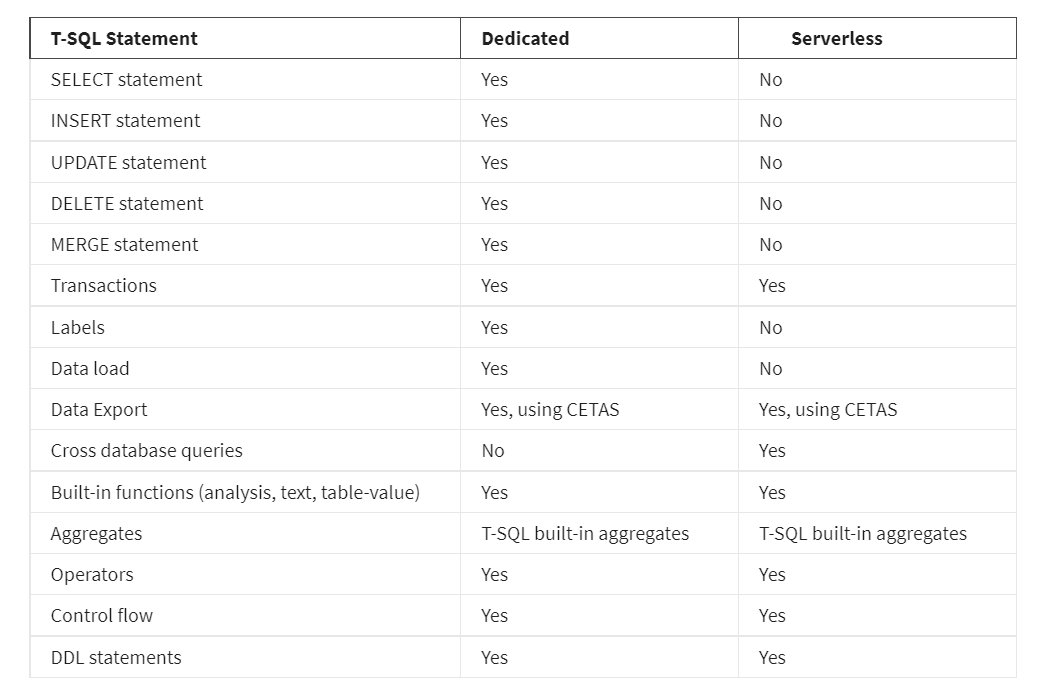 T-SQL Statement Dedicated Serverless
SELECT statement Yes No
INSERT statement Yes No
UPDATE statement Yes No
DELETE statement Yes No
MERGE statement Yes No
Transactions Yes Yes
Labels Yes No
Data load Yes No
Data Export Yes, using CETAS Yes, using CETAS
Cross database queries No Yes
Built-in functions (analysis, text, table-value) Yes Yes
Aggregates T-SQL built-in aggregates T-SQL built-in aggregates
Operators Yes Yes
Control flow Yes Yes
DDL statements Yes Yes